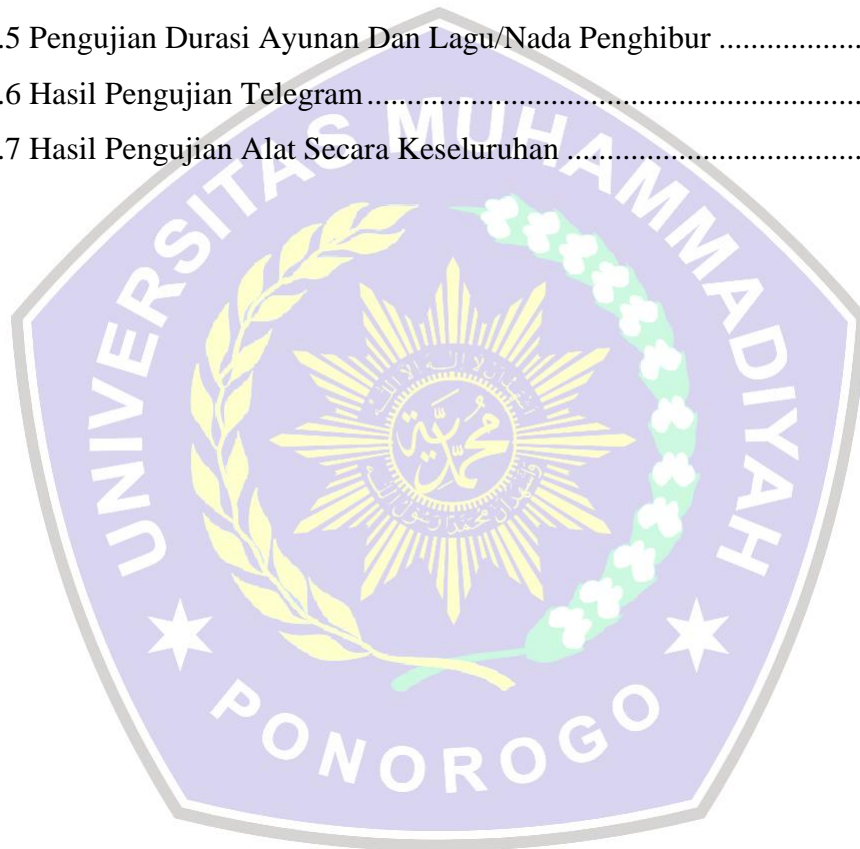 .5 Pengujian Durasi Ayunan Dan Lagu/Nada Penghibur ..................
.6 Hasil Pengujian Telegram ...............................................................
.7 Hasil Pengujian Alat Secara Keseluruhan .....................................
UNIVERSITAS MUHAMMADIYAH
محمدية
PONOROGO